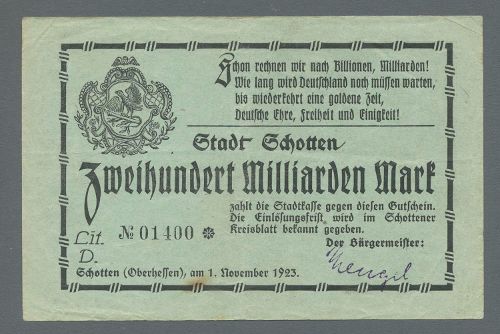 Schon rechnen wir nach Billionen, Milliarden!
Wie lang wird Deutschland noch müssen warten,
bis wiederkehrt eine goldene Zeit,
Deutsche Ehre, Freiheit und Einigkeit!
Stadt Schotten
Zweihundert Milliarden Mark
zahlt die Stadtkasse gegen diesen Gutschein.
Die Einlösungsfrist wird im Schottener
Kreisblatt bekannt gegeben.
Der Bürgermeister:
Lit. № 01400 *
D.
Mengel
Schotten (Oberhessen), am 1. November 1923.